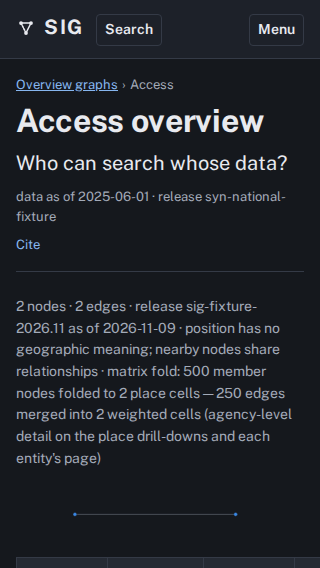 SIG Search Menu
Overview graphs › Access
Access overview
Who can search whose data?
data as of 2025-06-01 · release syn-national-
fixture
Cite
2 nodes · 2 edges · release sig-fixture-
2026.11 as of 2026-11-09 · position has no
geographic meaning; nearby nodes share
relationships · matrix fold: 500 member
nodes folded to 2 place cells — 250 edges
merged into 2 weighted cells (agency-level
detail on the place drill-downs and each
entity's page)